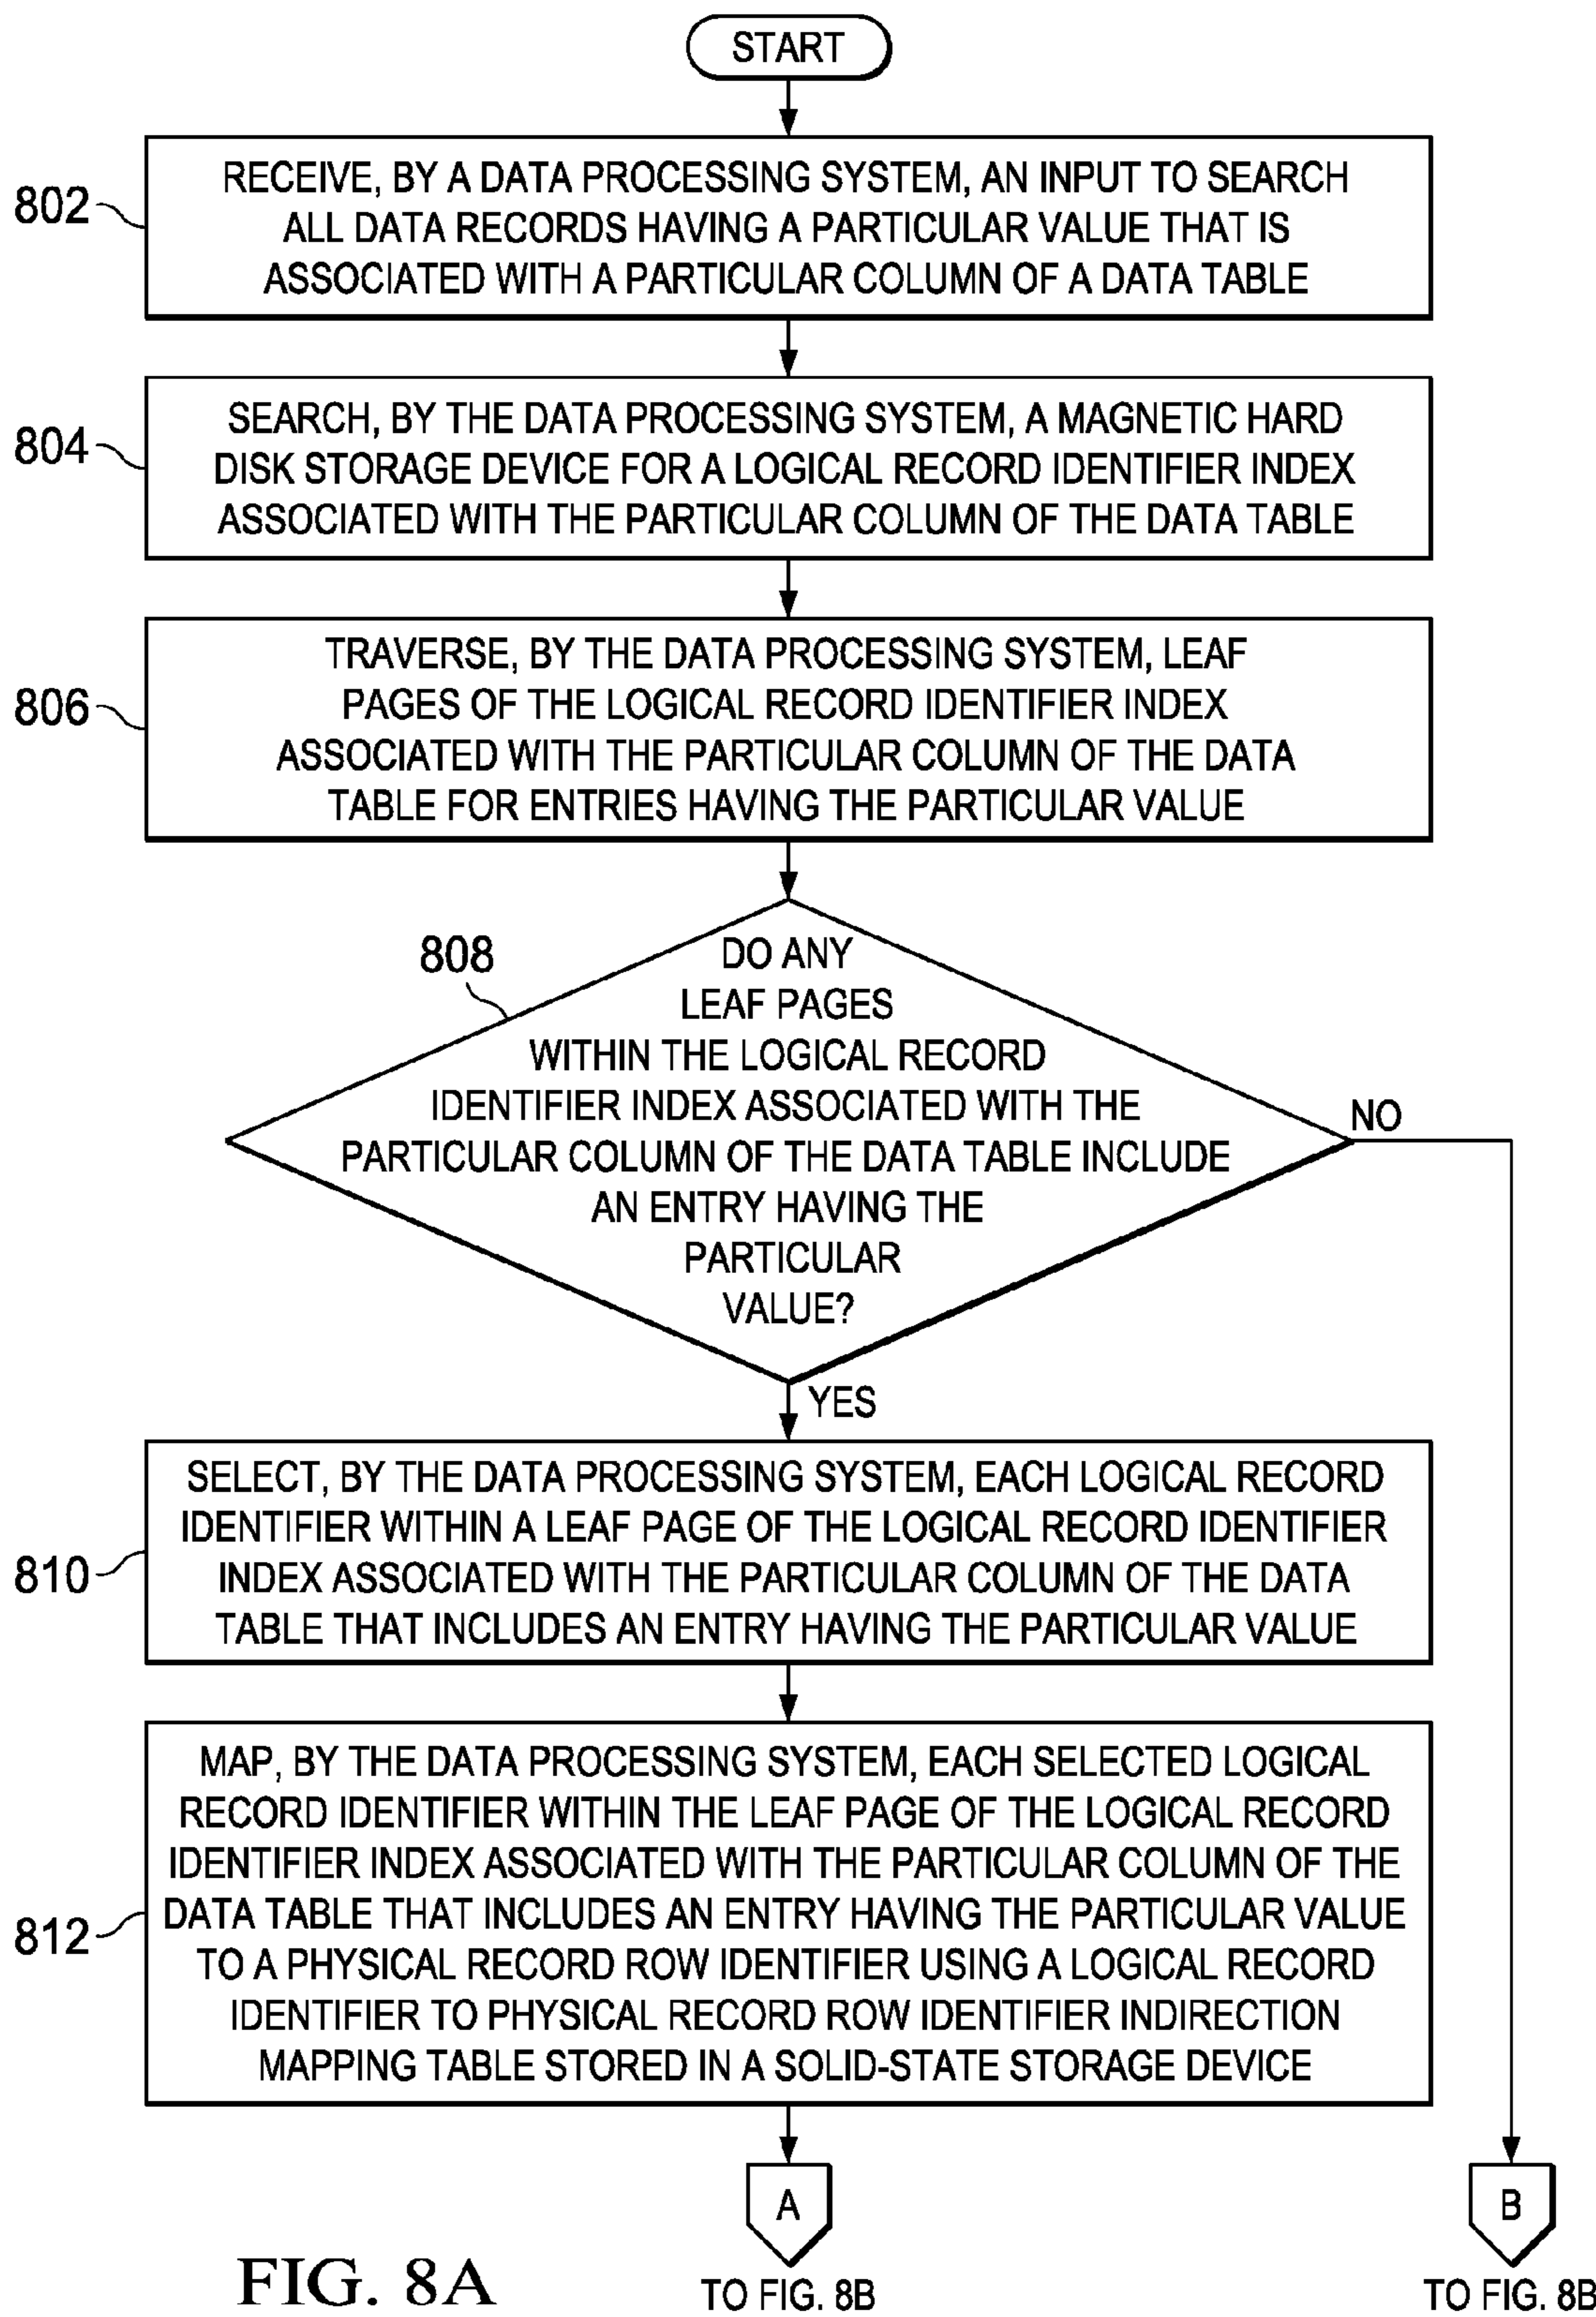 START
802
RECEIVE, BY A DATA PROCESSING SYSTEM, AN INPUT TO SEARCH
ALL DATA RECORDS HAVING A PARTICULAR VALUE THAT IS
ASSOCIATED WITH A PARTICULAR COLUMN OF A DATA TABLE
804
SEARCH, BY THE DATA PROCESSING SYSTEM, A MAGNETIC HARD
DISK STORAGE DEVICE FOR A LOGICAL RECORD IDENTIFIER INDEX
ASSOCIATED WITH THE PARTICULAR COLUMN OF THE DATA TABLE
806
TRAVERSE, BY THE DATA PROCESSING SYSTEM, LEAF
PAGES OF THE LOGICAL RECORD IDENTIFIER INDEX
ASSOCIATED WITH THE PARTICULAR COLUMN OF THE DATA
TABLE FOR ENTRIES HAVING THE PARTICULAR VALUE
808
DO ANY
LEAF PAGES
WITHIN THE LOGICAL RECORD
IDENTIFIER INDEX ASSOCIATED WITH THE
PARTICULAR COLUMN OF THE DATA TABLE INCLUDE
AN ENTRY HAVING THE
PARTICULAR
VALUE?
NO
YES
810
SELECT, BY THE DATA PROCESSING SYSTEM, EACH LOGICAL RECORD
IDENTIFIER WITHIN A LEAF PAGE OF THE LOGICAL RECORD IDENTIFIER
INDEX ASSOCIATED WITH THE PARTICULAR COLUMN OF THE DATA
TABLE THAT INCLUDES AN ENTRY HAVING THE PARTICULAR VALUE
812
MAP, BY THE DATA PROCESSING SYSTEM, EACH SELECTED LOGICAL
RECORD IDENTIFIER WITHIN THE LEAF PAGE OF THE LOGICAL RECORD
IDENTIFIER INDEX ASSOCIATED WITH THE PARTICULAR COLUMN OF THE
DATA TABLE THAT INCLUDES AN ENTRY HAVING THE PARTICULAR VALUE
TO A PHYSICAL RECORD ROW IDENTIFIER USING A LOGICAL RECORD
IDENTIFIER TO PHYSICAL RECORD ROW IDENTIFIER INDIRECTION
MAPPING TABLE STORED IN A SOLID-STATE STORAGE DEVICE
A
B
FIG. 8A
TO FIG. 8B
TO FIG. 8B